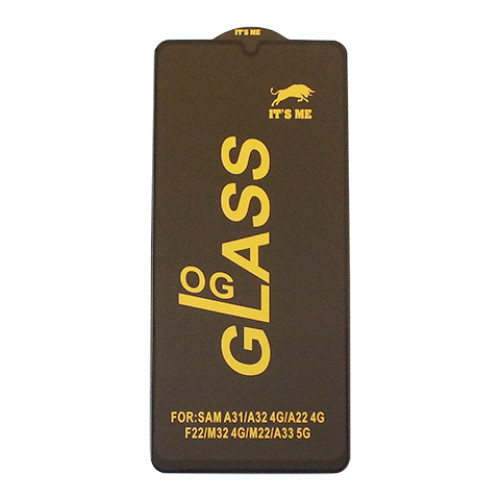 IT'S ME
IT'S ME
OG
GLASS
FOR:SAM A31/A32 4G/A22 4G
F22/M32 4G/M22/A33 5G